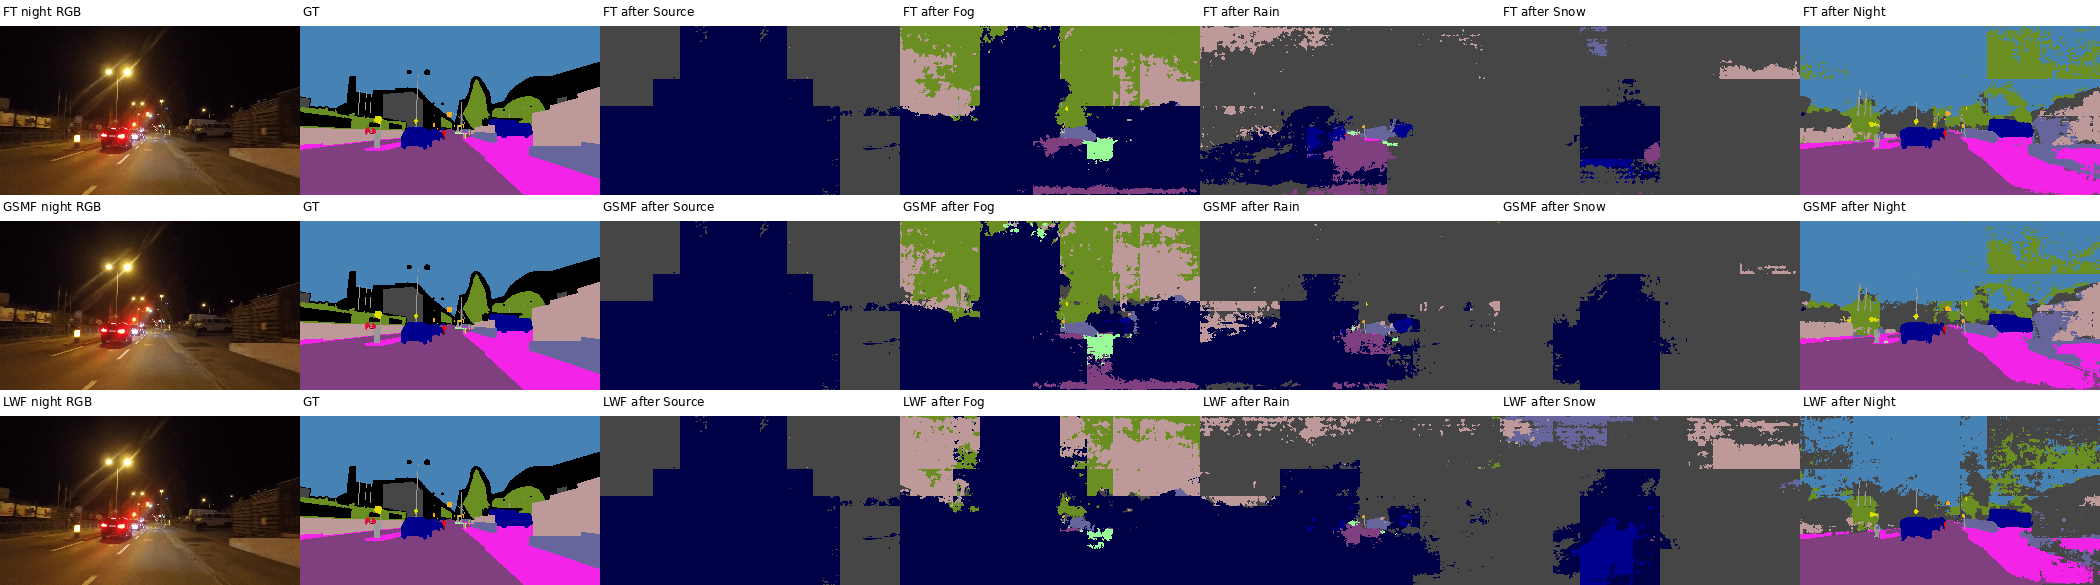 FT night RGB GT FT after Source FT after Fog FT after Rain FT after Snow FT after Night
GSMF night RGB GT GSMF after Source GSMF after Fog GSMF after Rain GSMF after Snow GSMF after Night
LWF night RGB GT LWF after Source LWF after Fog LWF after Rain LWF after Snow LWF after Night